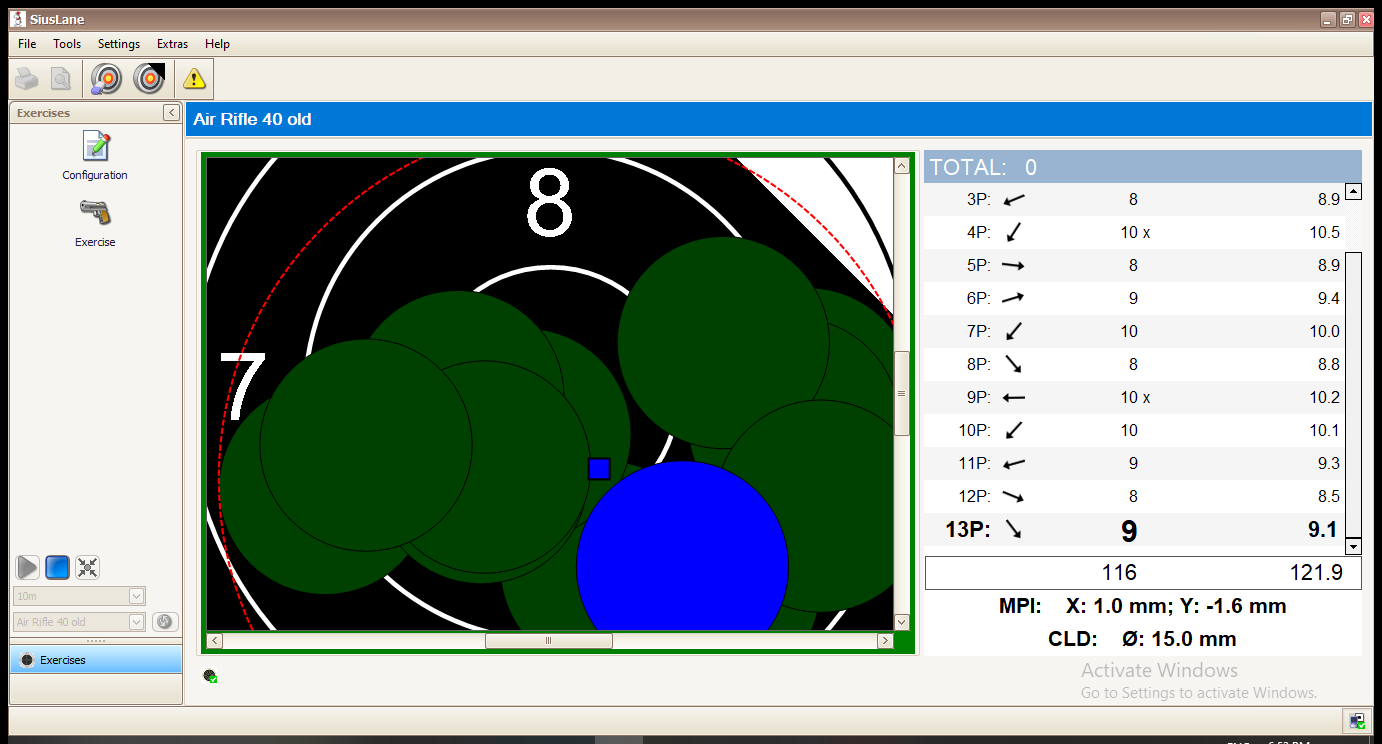 SiusLane
File Tools Settings Extras Help
Exercises
Configuration
Exercise
10m
Air Rifle 40 old
Exercises
Air Rifle 40 old
8
7
TOTAL: 0
3P: 8 8.9
4P: 10 x 10.5
5P: 8 8.9
6P: 9 9.4
7P: 10 10.0
8P: 8 8.8
9P: 10 x 10.2
10P: 10 10.1
11P: 9 9.3
12P: 8 8.5
13P: 9 9.1
116 121.9
MPI: X: 1.0 mm; Y: -1.6 mm
CLD: Ø: 15.0 mm
Activate Windows
Go to Settings to activate Windows.